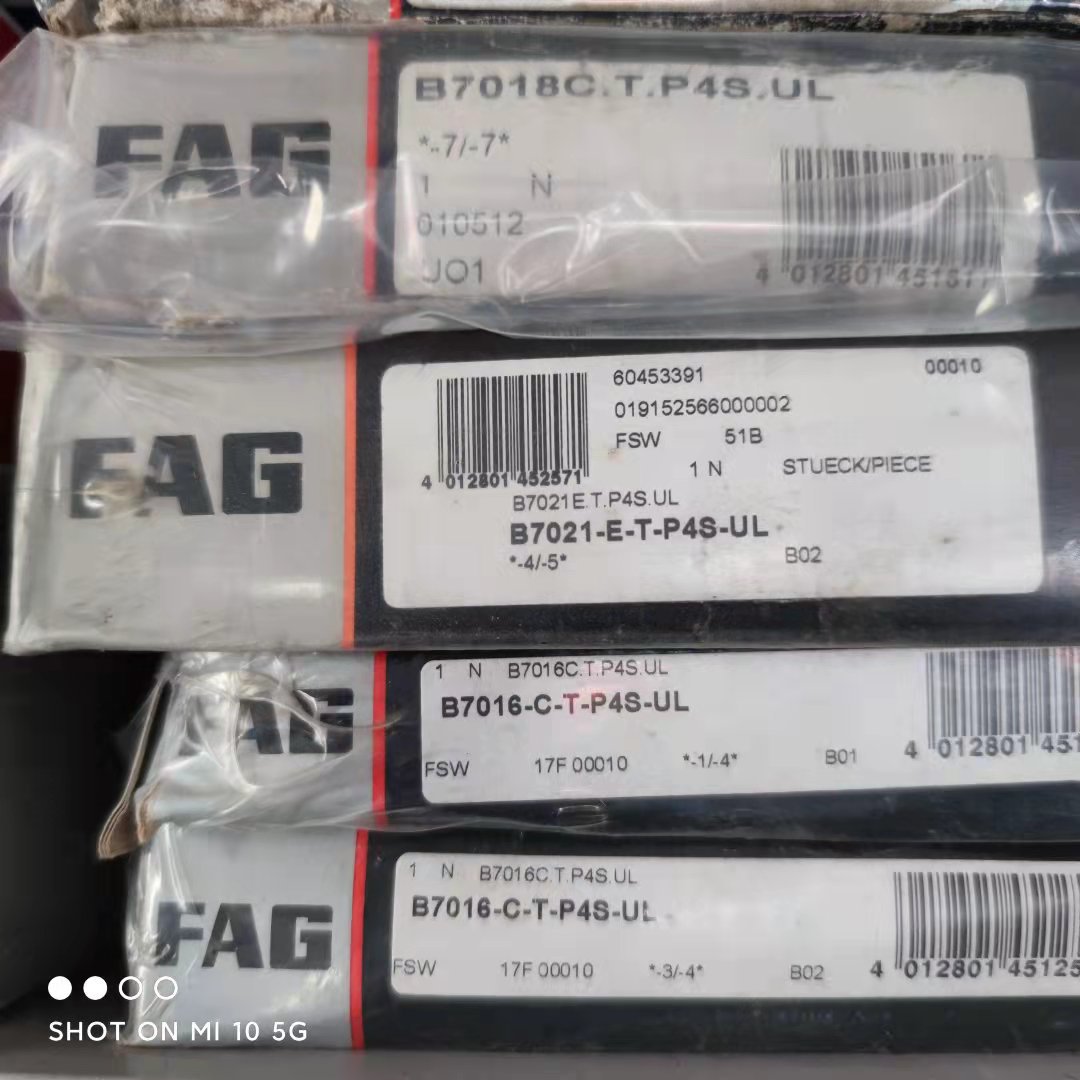 FAG
B7018C.T.P4S.UL
*-7/-7*
1 N
010512
UO1
4 012801 451517
FAG
60453391 00010
019152566000002
FSW 51B
1 N STUECK/PIECE
4 012801 452571
B7021E.T.P4S.UL
B7021-E-T-P4S-UL
*-4/-5* B02
FAG
1 N B7016C.T.P4S.UL
B7016-C-T-P4S-UL
FSW 17F 00010 *-1/-4* B01 4 012801 451
FAG
1 N B7016C.T.P4S.UL
B7016-C-T-P4S-UL
FSW 17F 00010 *-3/-4* B02 4 012801 45125
SHOT ON MI 10 5G